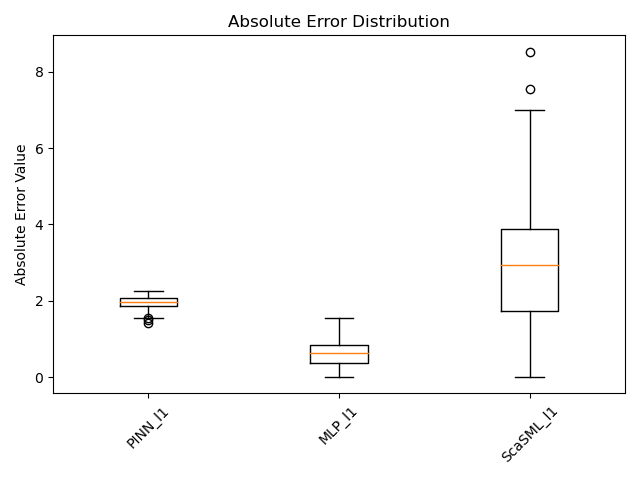 Absolute Error Distribution
Absolute Error Value
8
6
4
2
0
PINN_l1
MLP_l1
ScaSML_l1